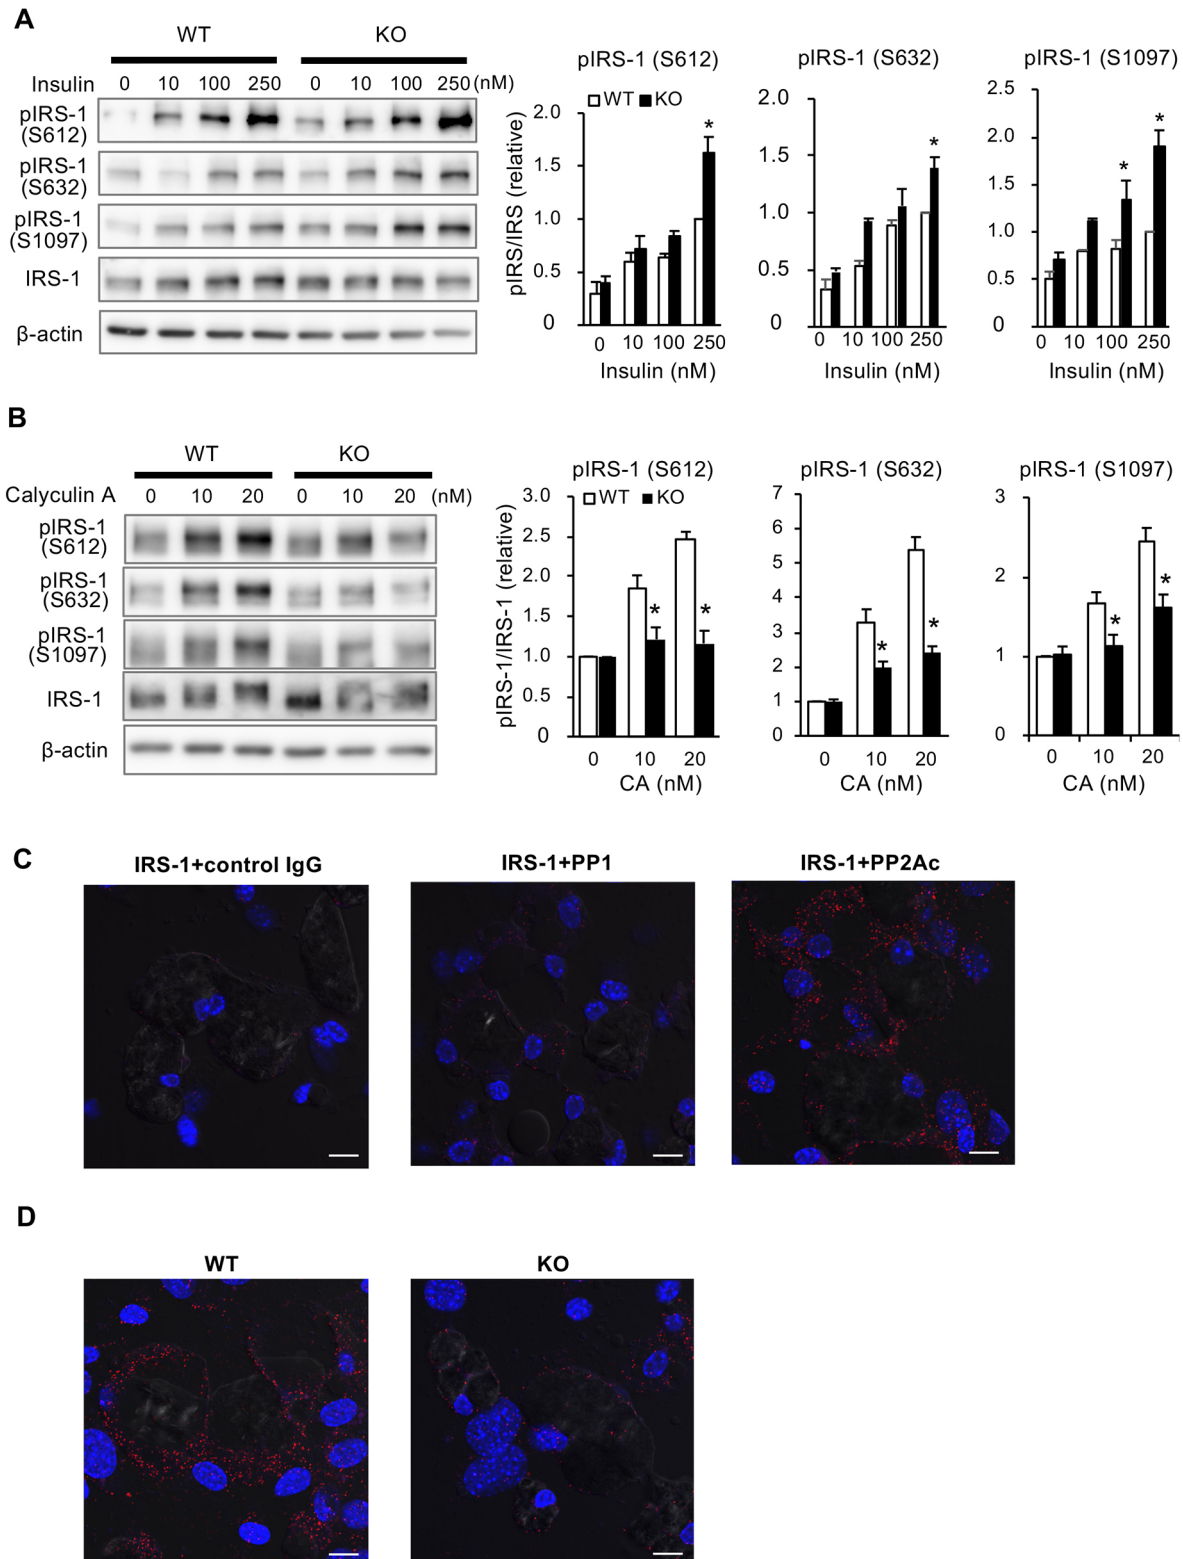 A
WT KO
Insulin 0 10 100 250 0 10 100 250 (nM)
pIRS-1
(S612)
pIRS-1
(S632)
pIRS-1
(S1097)
IRS-1
β-actin
pIRS-1 (S612)
WT KO
pIRS/IRS (relative)
2.0
1.5
1.0
0.5
0
*
0 10 100 250
Insulin (nM)
pIRS-1 (S632)
2.0
1.5
1.0
0.5
0
*
0 10 100 250
Insulin (nM)
pIRS-1 (S1097)
2.5
2.0
1.5
1.0
0.5
0
* *
0 10 100 250
Insulin (nM)
B
WT KO
Calyculin A 0 10 20 0 10 20 (nM)
pIRS-1
(S612)
pIRS-1
(S632)
pIRS-1
(S1097)
IRS-1
β-actin
pIRS-1 (S612)
WT KO
pIRS-1/IRS-1 (relative)
3.0
2.5
2.0
1.5
1.0
0.5
0
* *
0 10 20
CA (nM)
pIRS-1 (S632)
7
6
5
4
3
2
1
0
* *
0 10 20
CA (nM)
pIRS-1 (S1097)
3
2
1
0
* *
0 10 20
CA (nM)
C
IRS-1+control IgG IRS-1+PP1 IRS-1+PP2Ac
D
WT KO